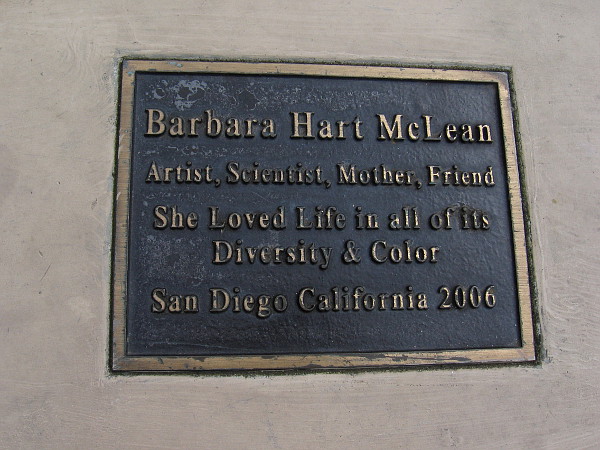 Barbara Hart McLean
Artist, Scientist, Mother, Friend
She Loved Life in all of its
Diversity & Color
San Diego California 2006